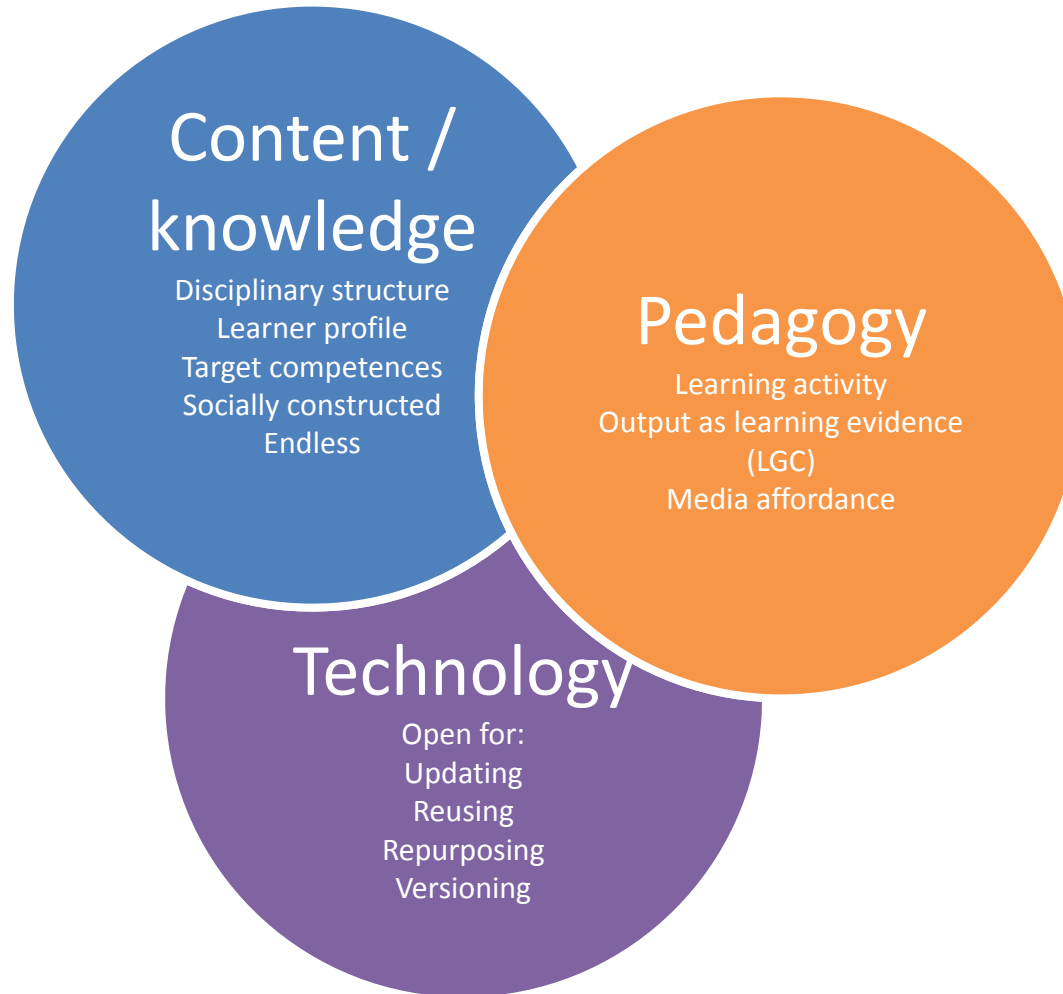 Content /
knowledge
Disciplinary structure
Learner profile
Target competences
Socially constructed
Endless
Pedagogy
Learning activity
Output as learning evidence
(LGC)
Media affordance
Technology
Open for:
Updating
Reusing
Repurposing
Versioning